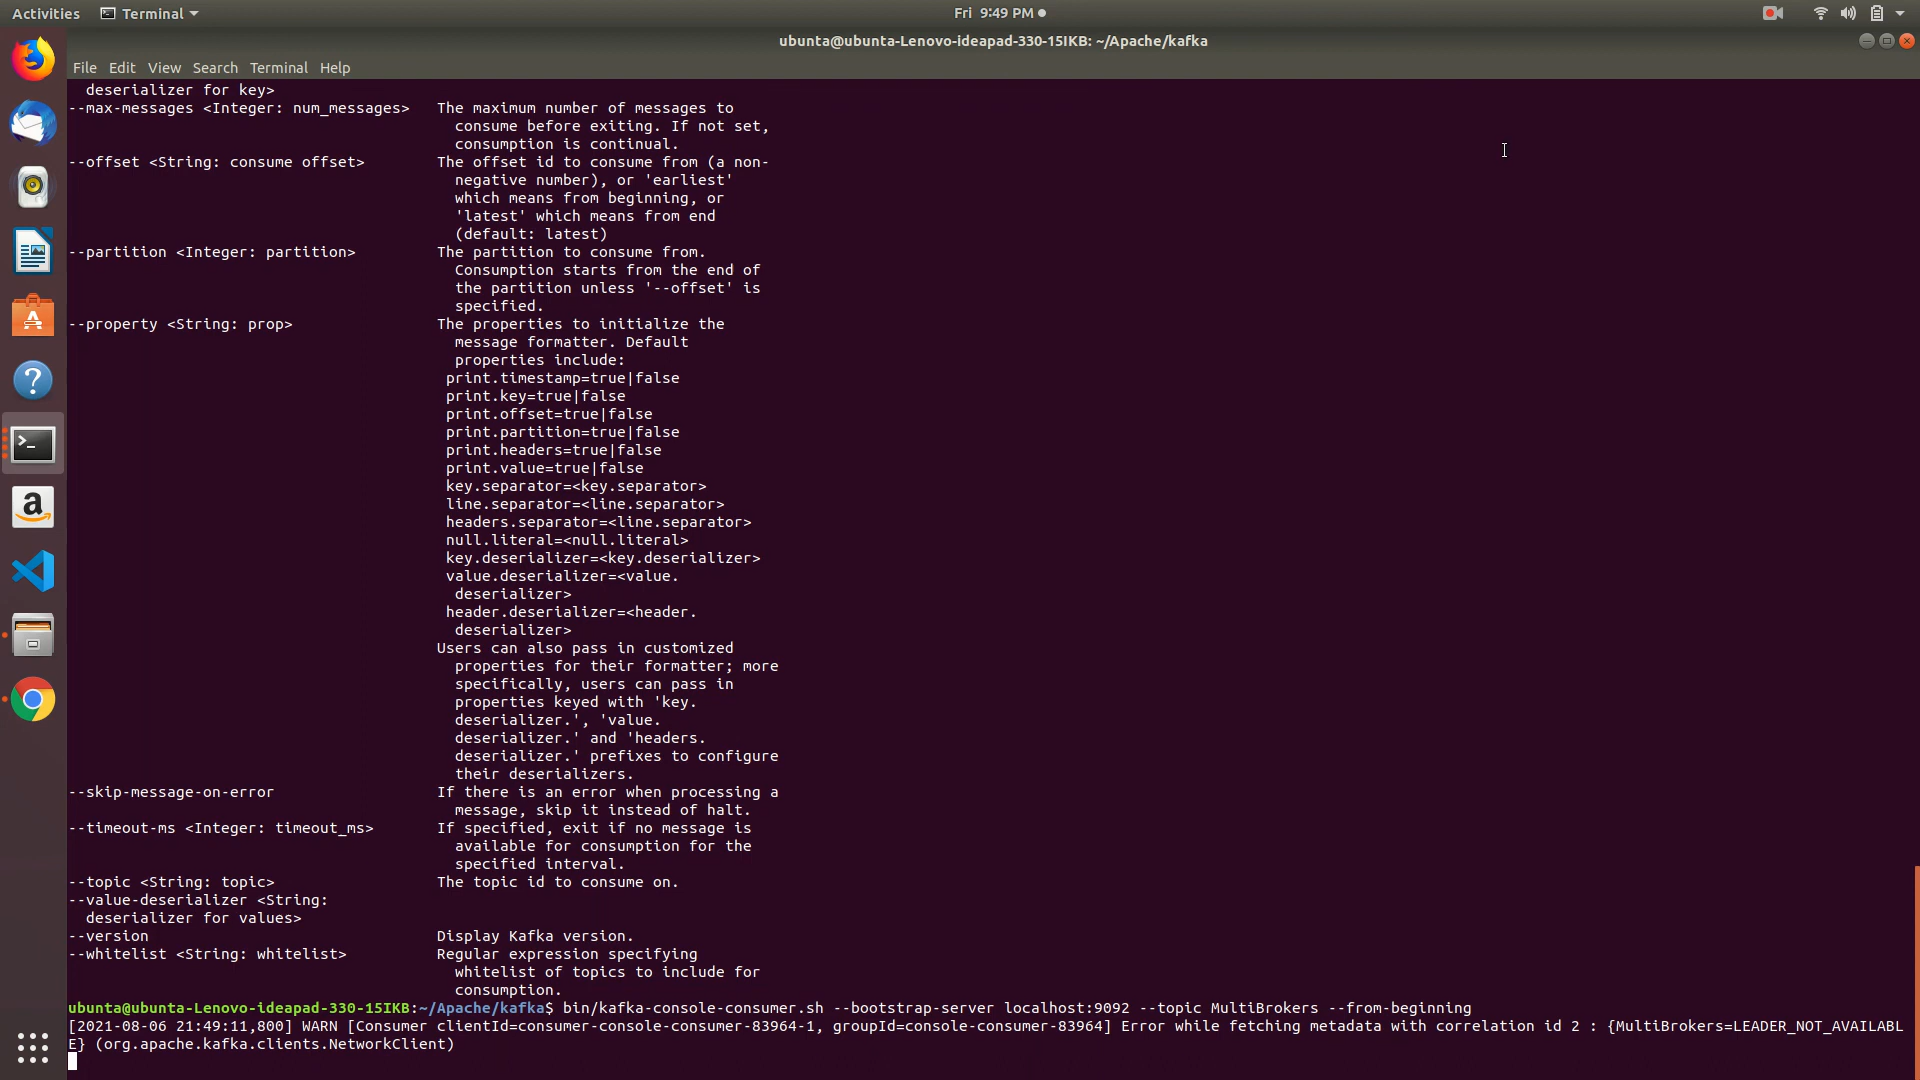 Activities Terminal Fri 9:49 PM
ubunta@ubunta-Lenovo-ideapad-330-15IKB: ~/Apache/kafka
File Edit View Search Terminal Help
deserializer for key>
--max-messages <Integer: num_messages> The maximum number of messages to
consume before exiting. If not set,
consumption is continual.
--offset <String: consume offset> The offset id to consume from (a non-
negative number), or 'earliest'
which means from beginning, or
'latest' which means from end
(default: latest)
--partition <Integer: partition> The partition to consume from.
Consumption starts from the end of
the partition unless '--offset' is
specified.
--property <String: prop> The properties to initialize the
message formatter. Default
properties include:
print.timestamp=true|false
print.key=true|false
print.offset=true|false
print.partition=true|false
print.headers=true|false
print.value=true|false
key.separator=<key.separator>
line.separator=<line.separator>
headers.separator=<line.separator>
null.literal=<null.literal>
key.deserializer=<key.deserializer>
value.deserializer=<value.
deserializer>
header.deserializer=<header.
deserializer>
Users can also pass in customized
properties for their formatter; more
specifically, users can pass in
properties keyed with 'key.
deserializer.', 'value.
deserializer.' and 'headers.
deserializer.' prefixes to configure
their deserializers.
--skip-message-on-error If there is an error when processing a
message, skip it instead of halt.
--timeout-ms <Integer: timeout_ms> If specified, exit if no message is
available for consumption for the
specified interval.
--topic <String: topic> The topic id to consume on.
--value-deserializer <String:
deserializer for values>
--version Display Kafka version.
--whitelist <String: whitelist> Regular expression specifying
whitelist of topics to include for
consumption.
ubunta@ubunta-Lenovo-ideapad-330-15IKB:~/Apache/kafka$ bin/kafka-console-consumer.sh --bootstrap-server localhost:9092 --topic MultiBrokers --from-beginning
[2021-08-06 21:49:11,800] WARN [Consumer clientId=consumer-console-consumer-83964-1, groupId=console-consumer-83964] Error while fetching metadata with correlation id 2 : {MultiBrokers=LEADER_NOT_AVAILABL
E} (org.apache.kafka.clients.NetworkClient)